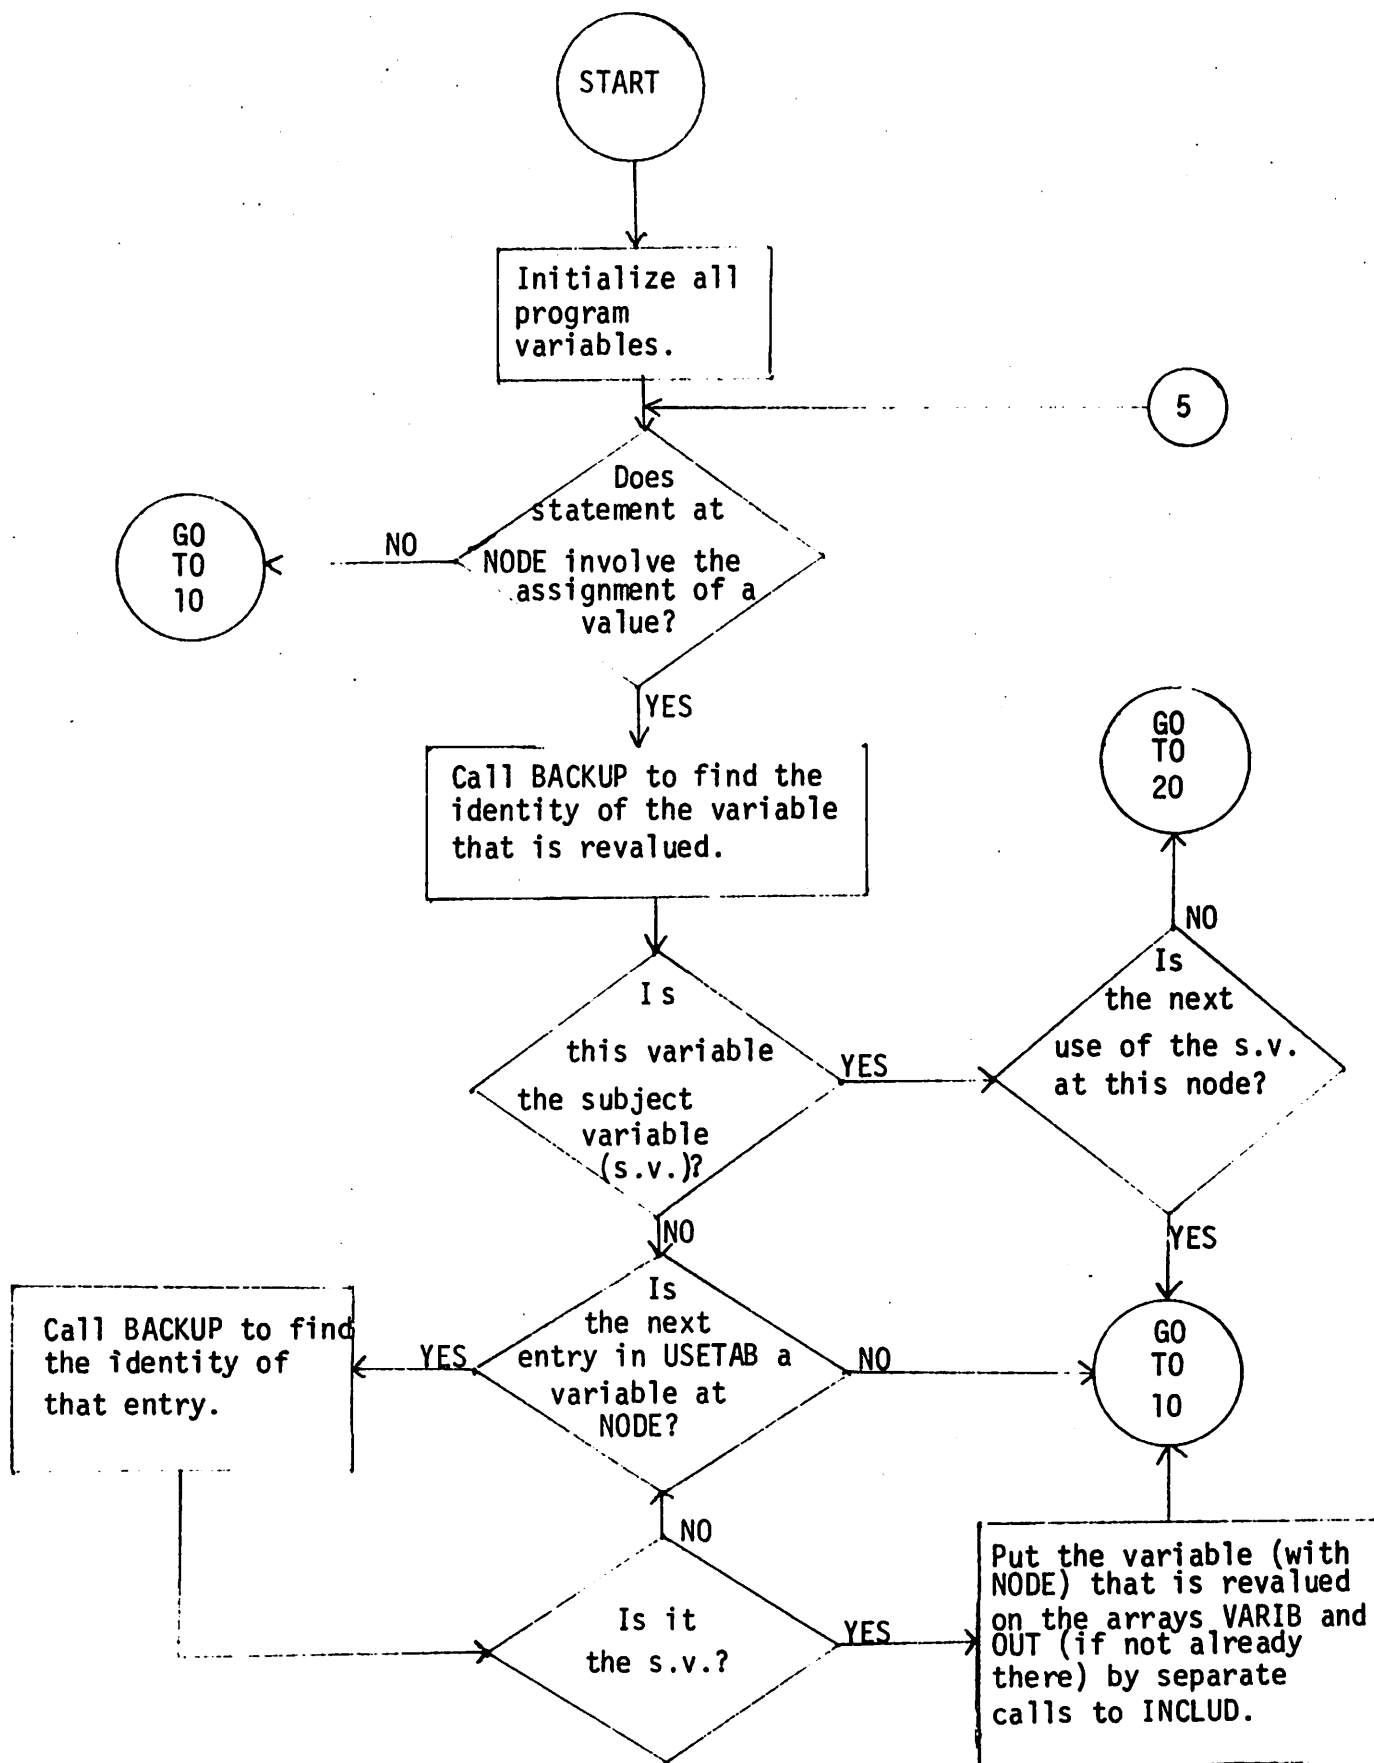 START
Initialize all
program
variables.
5
Does
statement at
NODE involve the
assignment of a
value?
NO
GO
TO
10
YES
Call BACKUP to find the
identity of the variable
that is revalued.
GO
TO
20
NO
Is
the next
use of the s.v.
at this node?
Is
this variable
the subject
variable
(s.v.)?
YES
NO
YES
Is
the next
entry in USETAB a
variable at
NODE?
YES
Call BACKUP to find
the identity of
that entry.
NO
GO
TO
10
NO
Is it
the s.v.?
YES
Put the variable (with
NODE) that is revalued
on the arrays VARIB and
OUT (if not already
there) by separate
calls to INCLUD.